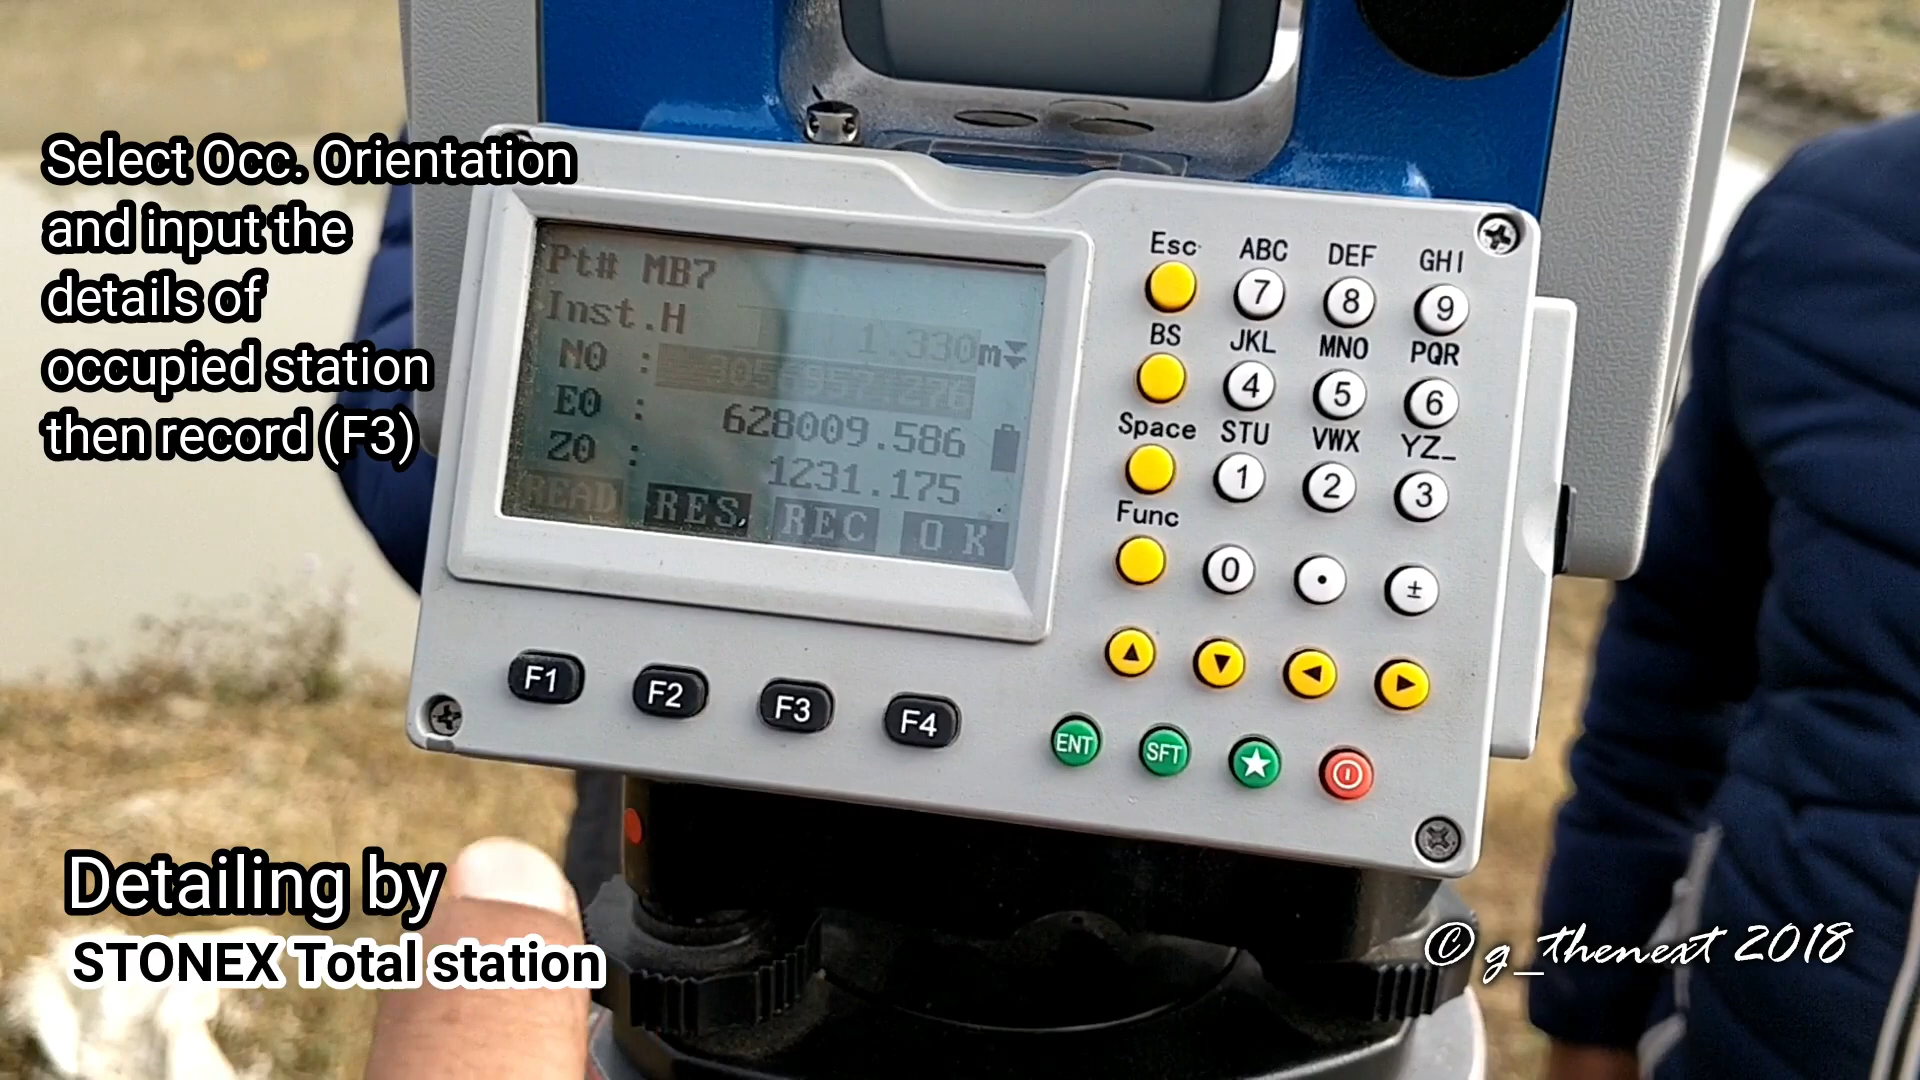 Select Occ. Orientation
and input the
details of
occupied station
then record (F3)
Pt# MB7
Inst.H 1.330m
N0 :
E0 : 628009.586
Z0 : 1231.175
READ RES. REC OK
Esc ABC DEF GHI
7 8 9
BS JKL MNO PQR
4 5 6
Space STU VWX YZ_
1 2 3
Func
0 • ±
F1 F2 F3 F4
ENT SFT
Detailing by
STONEX Total station
© g_thenext 2018